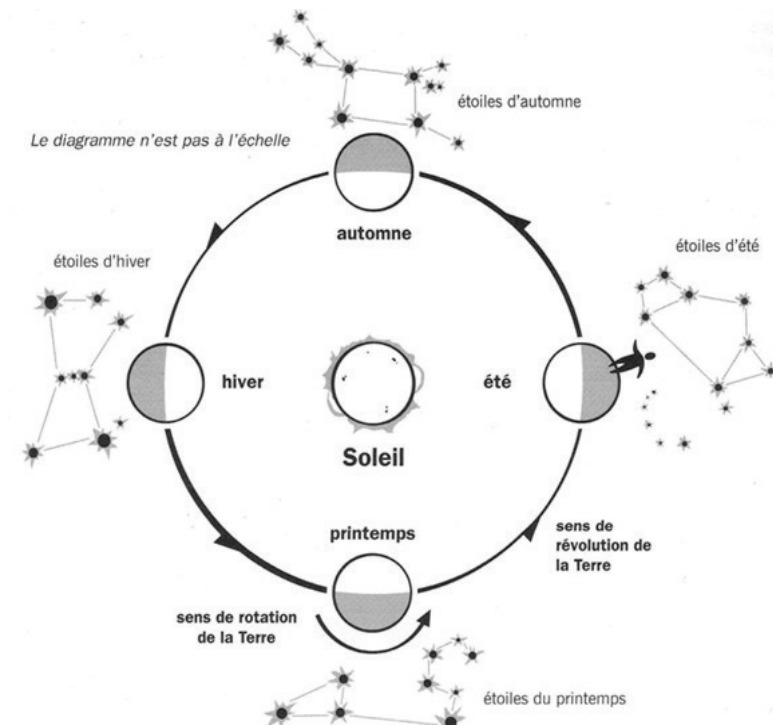 étoiles d'automne
Le diagramme n'est pas à l'échelle
automne
étoiles d'été
étoiles d'hiver
hiver
été
Soleil
printemps
sens de
révolution de
la Terre
sens de rotation
de la Terre
étoiles du printemps